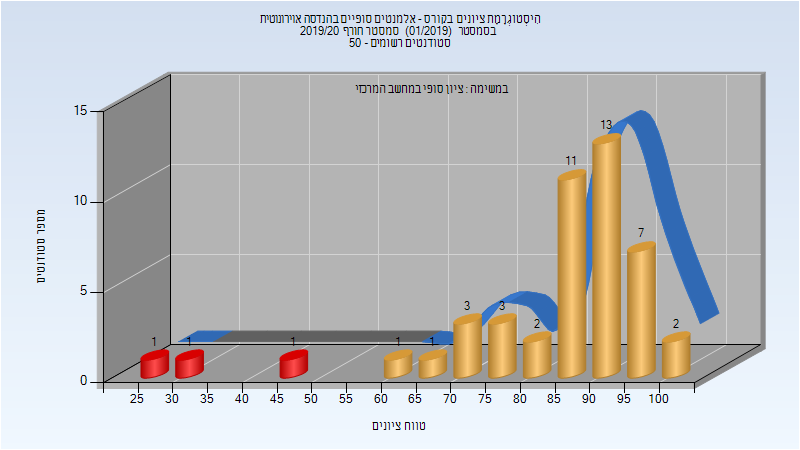 היסטוגרמת ציונים בקורס - אלמנטים סופיים בהנדסה אוירונוטית
בסמסטר (01/2019) סמסטר חורף 2019/20
סטודנטים רשומים - 50
במשימה : ציון סופי במחשב המרכזי
מספר סטודנטים
15
10
5
0
1
1
1
1
1
3
3
2
11
13
7
2
25 30 35 40 45 50 55 60 65 70 75 80 85 90 95 100
טווח ציונים